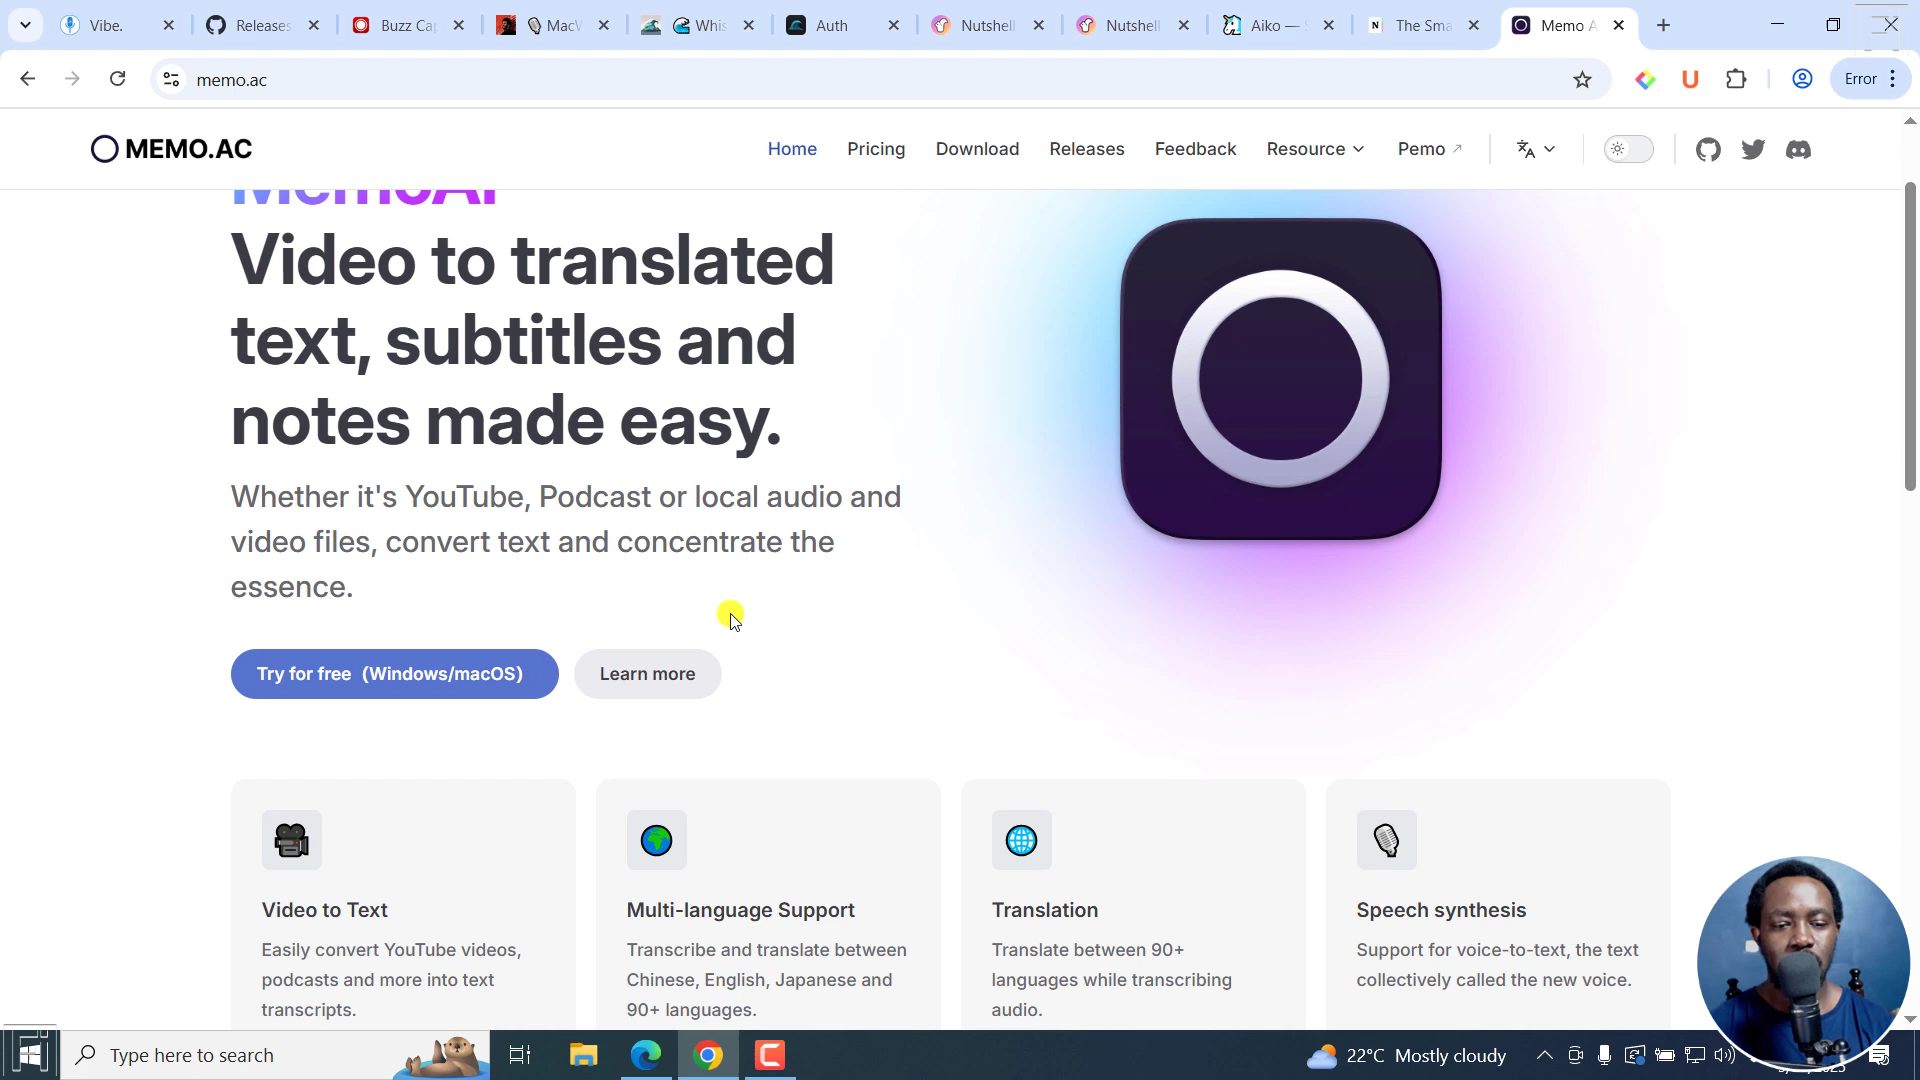 Vibe.
Releases
Buzz Cap
MacW
Whis
Auth
Nutshell
Nutshell
Aiko —
The Sma
Memo A
memo.ac
Error
MEMO.AC
Home
Pricing
Download
Releases
Feedback
Resource
Pemo
MemoAI
Video to translated
text, subtitles and
notes made easy.
Whether it's YouTube, Podcast or local audio and
video files, convert text and concentrate the
essence.
Try for free (Windows/macOS)
Learn more
Video to Text
Easily convert YouTube videos,
podcasts and more into text
transcripts.
Multi-language Support
Transcribe and translate between
Chinese, English, Japanese and
90+ languages.
Translation
Translate between 90+
languages while transcribing
audio.
Speech synthesis
Support for voice-to-text, the text
collectively called the new voice.
Type here to search
22°C Mostly cloudy